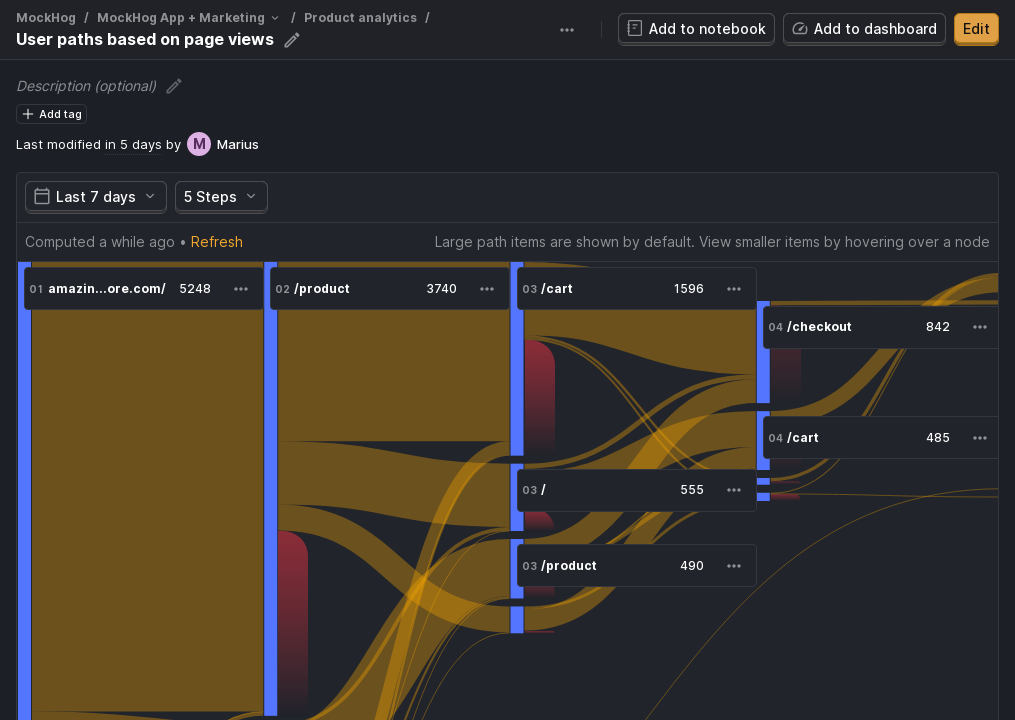 MockHog / MockHog App + Marketing / Product analytics /
User paths based on page views
Add to notebook
Add to dashboard
Edit
Description (optional)
Add tag
Last modified in 5 days by M Marius
Last 7 days
5 Steps
Computed a while ago • Refresh
Large path items are shown by default. View smaller items by hovering over a node
01 amazin...ore.com/ 5248
02 /product 3740
03 /cart 1596
04 /checkout 842
04 /cart 485
03 / 555
03 /product 490